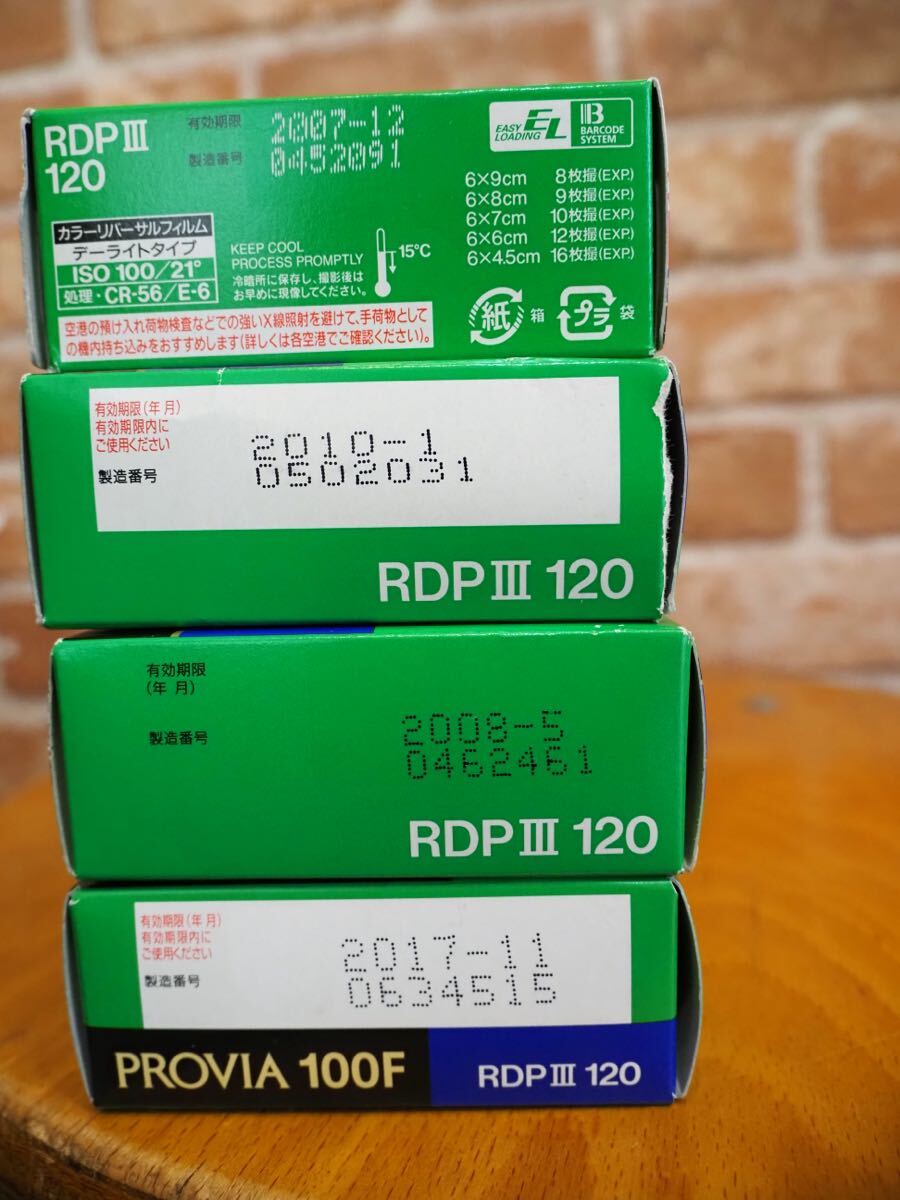 RDPⅢ
120
有効期限 2007-12
製造番号 0452091
EASY LOADING EL
B BARCODE SYSTEM
カラーリバーサルフィルム
デーライトタイプ
ISO 100/21°
処理・CR-56/E-6
KEEP COOL
PROCESS PROMPTLY
冷暗所に保存し、撮影後は
お早めに現像してください。
15℃
6×9cm 8枚撮(EXP.)
6×8cm 9枚撮(EXP.)
6×7cm 10枚撮(EXP.)
6×6cm 12枚撮(EXP.)
6×4.5cm 16枚撮(EXP.)
紙 箱 プラ 袋
空港の預け入れ荷物検査などでの強いX線照射を避けて、手荷物として
の機内持ち込みをおすすめします(詳しくは各空港でご確認ください)。
有効期限(年月)
有効期限内に
ご使用ください
2010-1
製造番号 0502031
RDPⅢ 120
有効期限
(年 月)
2008-5
製造番号 0462461
RDPⅢ 120
有効期限(年月)
有効期限内に
ご使用ください
2017-11
製造番号 0634515
PROVIA 100F RDPⅢ 120